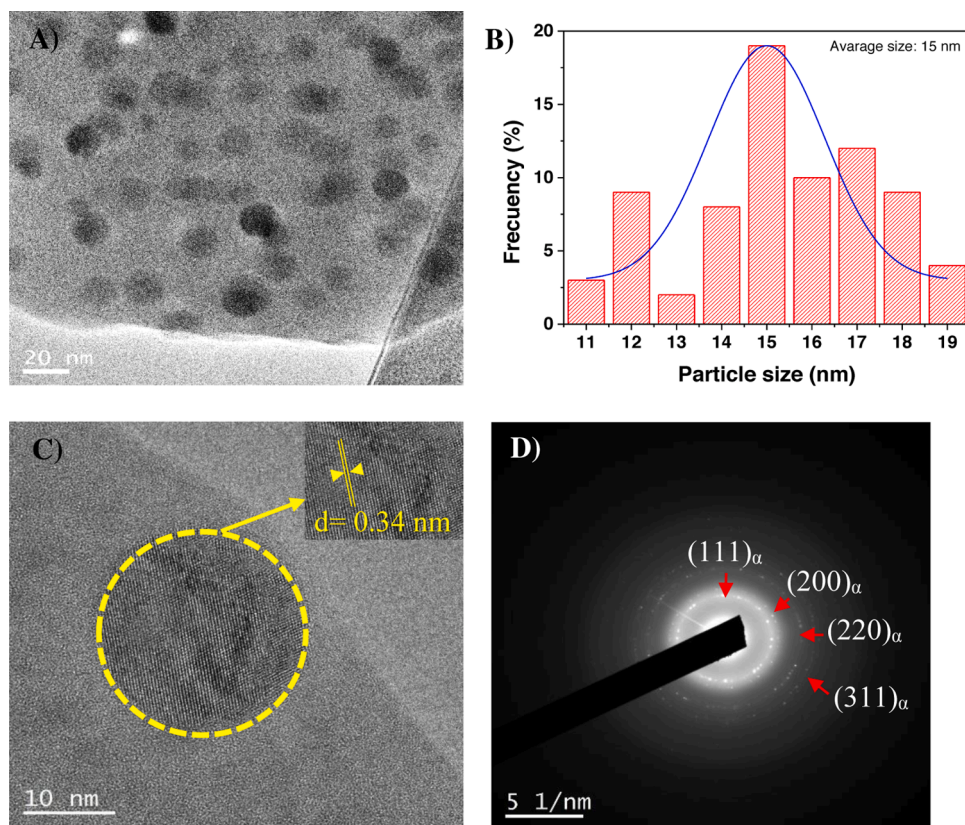 A)
20 nm
B)
Avarage size: 15 nm
20
15
10
5
0
Frecuency (%)
11 12 13 14 15 16 17 18 19
Particle size (nm)
C)
d= 0.34 nm
10 nm
D)
(111)α
(200)α
(220)α
(311)α
5 1/nm